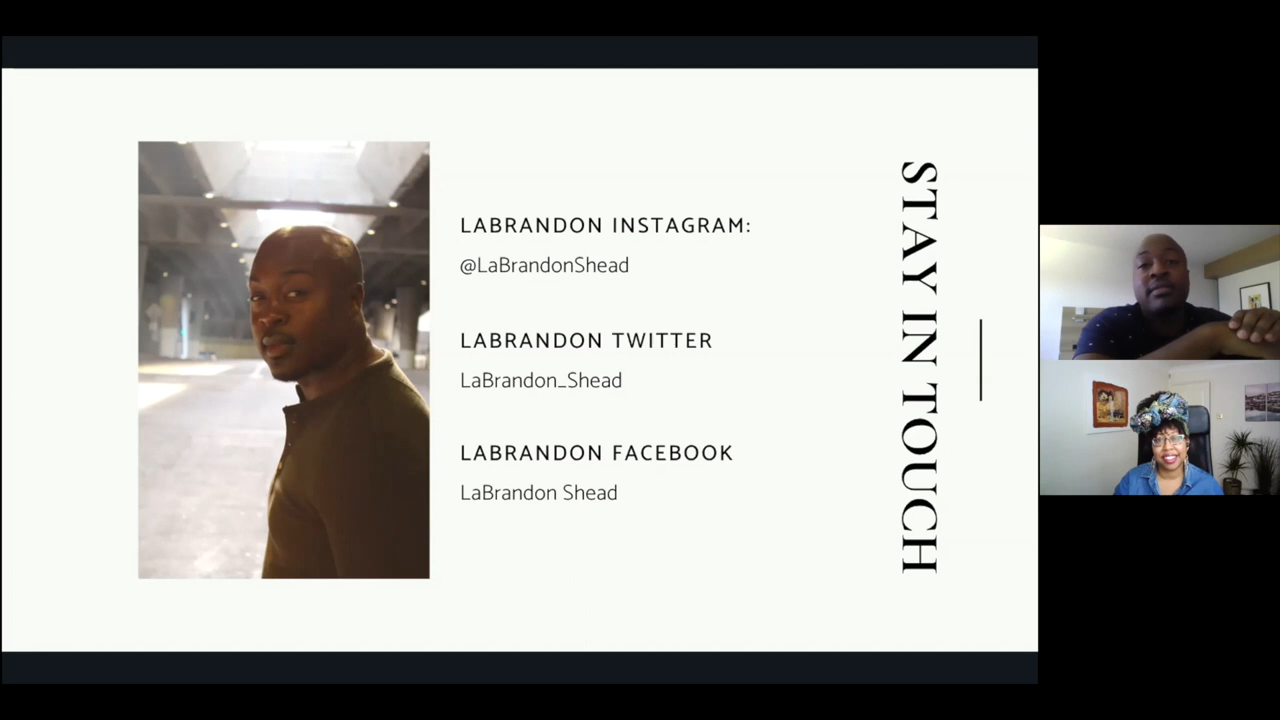 LABRANDON INSTAGRAM:
@LaBrandonShead
LABRANDON TWITTER
LaBrandon_Shead
LABRANDON FACEBOOK
LaBrandon Shead
STAY IN TOUCH